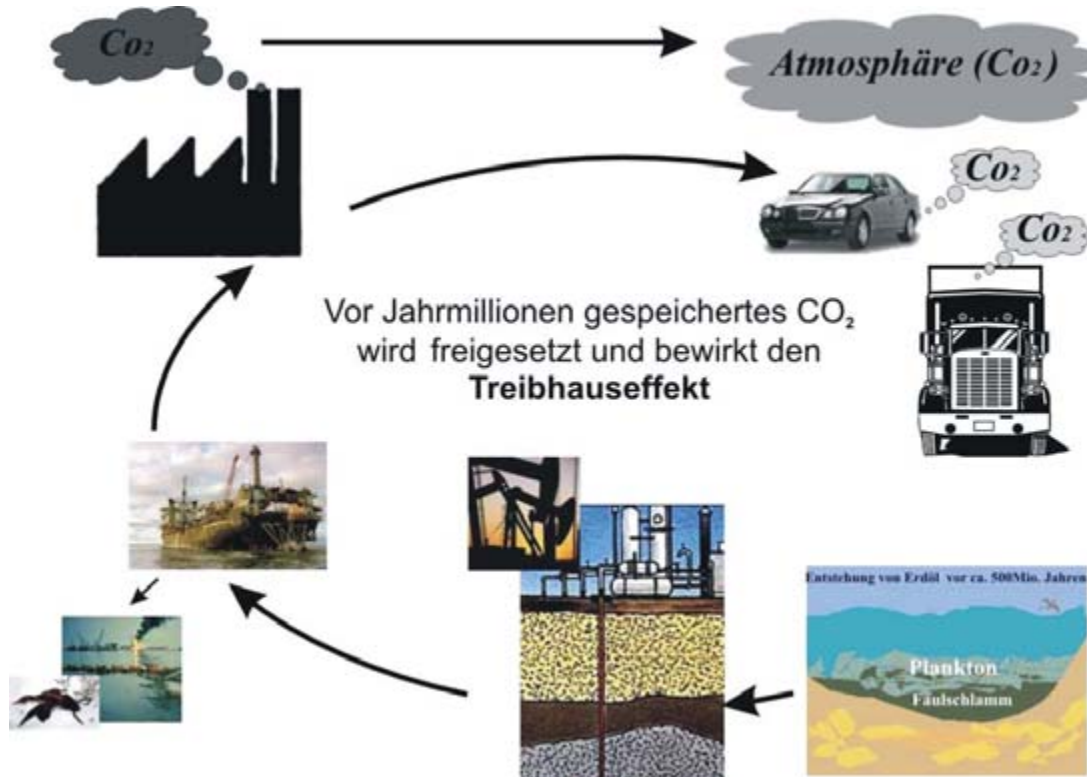 Co₂
Atmosphäre (Co₂)
Co₂
Co₂
Vor Jahrmillionen gespeichertes CO₂
wird freigesetzt und bewirkt den
Treibhauseffekt
Entstehung von Erdöl vor ca. 500Mio. Jahren
Plankton
Faulschlamm